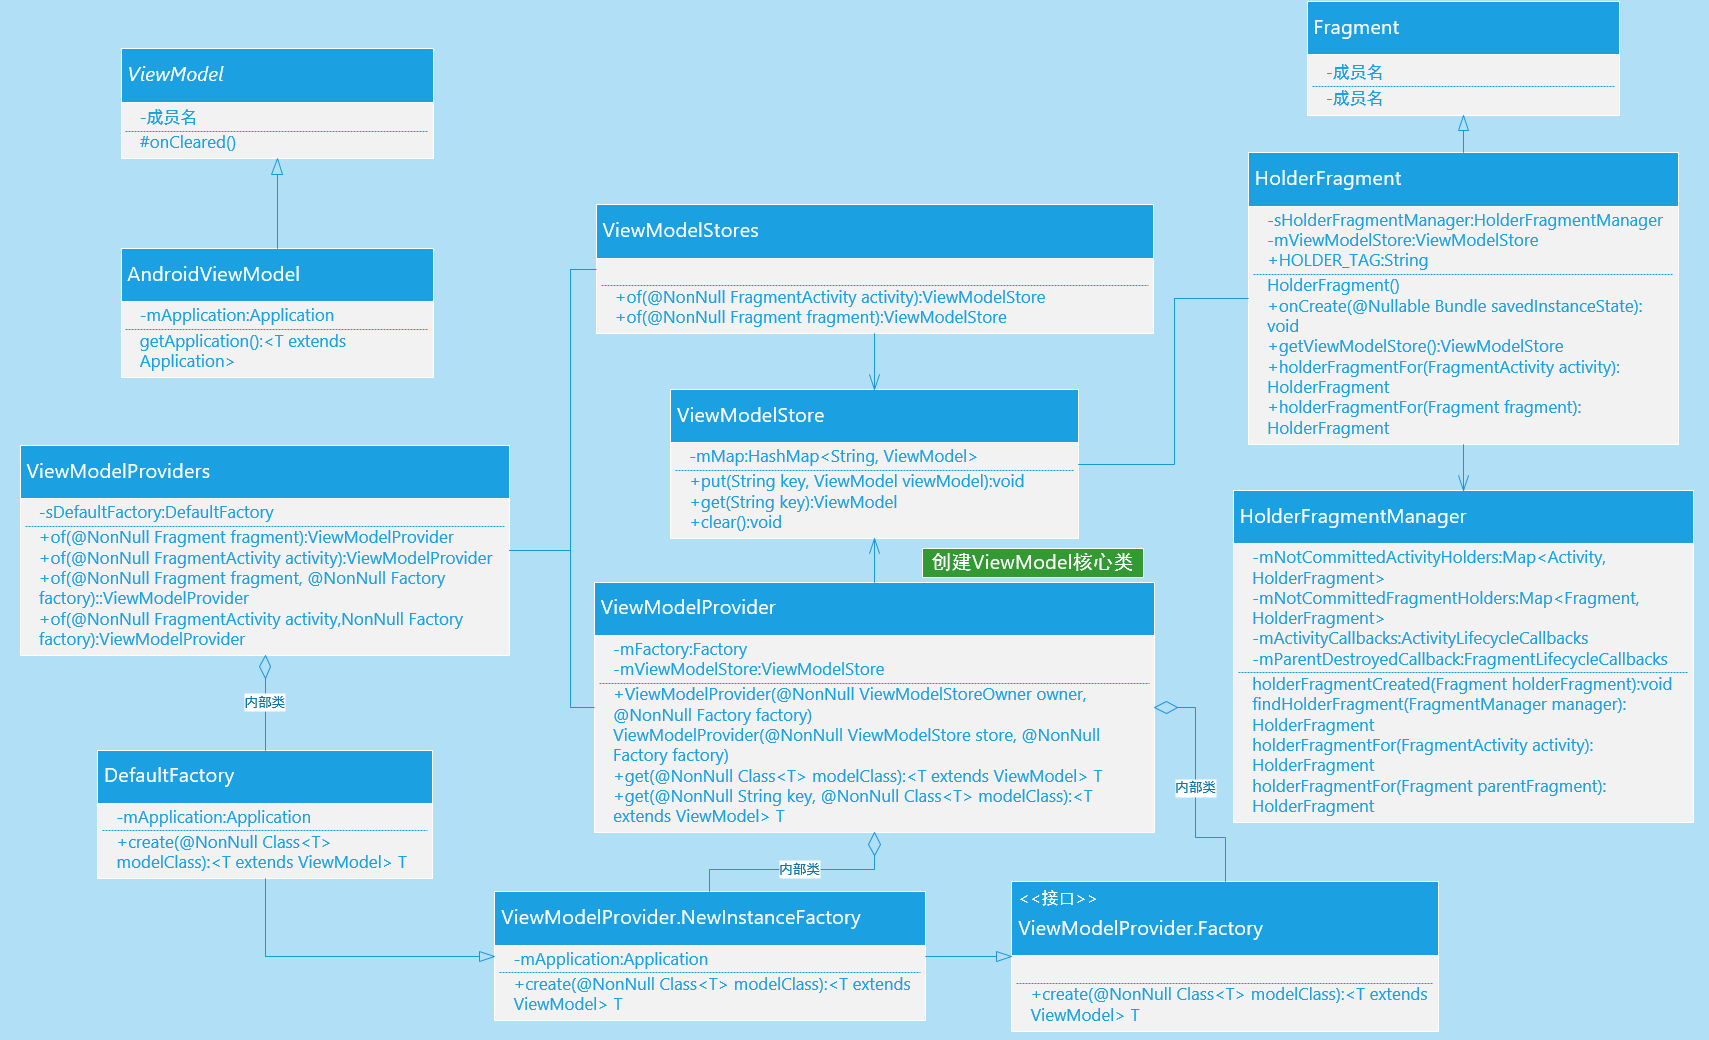 ViewModel
-成员名
#onCleared()
AndroidViewModel
-mApplication:Application
getApplication():<T extends
Application>
ViewModelProviders
-sDefaultFactory:DefaultFactory
+of(@NonNull Fragment fragment):ViewModelProvider
+of(@NonNull FragmentActivity activity):ViewModelProvider
+of(@NonNull Fragment fragment, @NonNull Factory
factory)::ViewModelProvider
+of(@NonNull FragmentActivity activity,NonNull Factory
factory):ViewModelProvider
内部类
DefaultFactory
-mApplication:Application
+create(@NonNull Class<T>
modelClass):<T extends ViewModel> T
ViewModelStores
+of(@NonNull FragmentActivity activity):ViewModelStore
+of(@NonNull Fragment fragment):ViewModelStore
ViewModelStore
-mMap:HashMap<String, ViewModel>
+put(String key, ViewModel viewModel):void
+get(String key):ViewModel
+clear():void
创建ViewModel核心类
ViewModelProvider
-mFactory:Factory
-mViewModelStore:ViewModelStore
+ViewModelProvider(@NonNull ViewModelStoreOwner owner,
@NonNull Factory factory)
ViewModelProvider(@NonNull ViewModelStore store, @NonNull
Factory factory)
+get(@NonNull Class<T> modelClass):<T extends ViewModel> T
+get(@NonNull String key, @NonNull Class<T> modelClass):<T
extends ViewModel> T
内部类
ViewModelProvider.NewInstanceFactory
-mApplication:Application
+create(@NonNull Class<T> modelClass):<T extends
ViewModel> T
内部类
<<接口>>
ViewModelProvider.Factory
+create(@NonNull Class<T> modelClass):<T extends
ViewModel> T
Fragment
-成员名
-成员名
HolderFragment
-sHolderFragmentManager:HolderFragmentManager
-mViewModelStore:ViewModelStore
+HOLDER_TAG:String
HolderFragment()
+onCreate(@Nullable Bundle savedInstanceState):
void
+getViewModelStore():ViewModelStore
+holderFragmentFor(FragmentActivity activity):
HolderFragment
+holderFragmentFor(Fragment fragment):
HolderFragment
HolderFragmentManager
-mNotCommittedActivityHolders:Map<Activity,
HolderFragment>
-mNotCommittedFragmentHolders:Map<Fragment,
HolderFragment>
-mActivityCallbacks:ActivityLifecycleCallbacks
-mParentDestroyedCallback:FragmentLifecycleCallbacks
holderFragmentCreated(Fragment holderFragment):void
findHolderFragment(FragmentManager manager):
HolderFragment
holderFragmentFor(FragmentActivity activity):
HolderFragment
holderFragmentFor(Fragment parentFragment):
HolderFragment